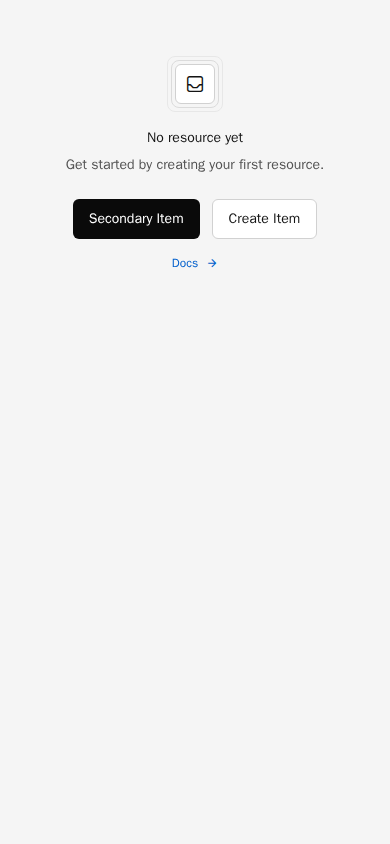 No resource yet
Get started by creating your first resource.
Secondary Item
Create Item
Docs